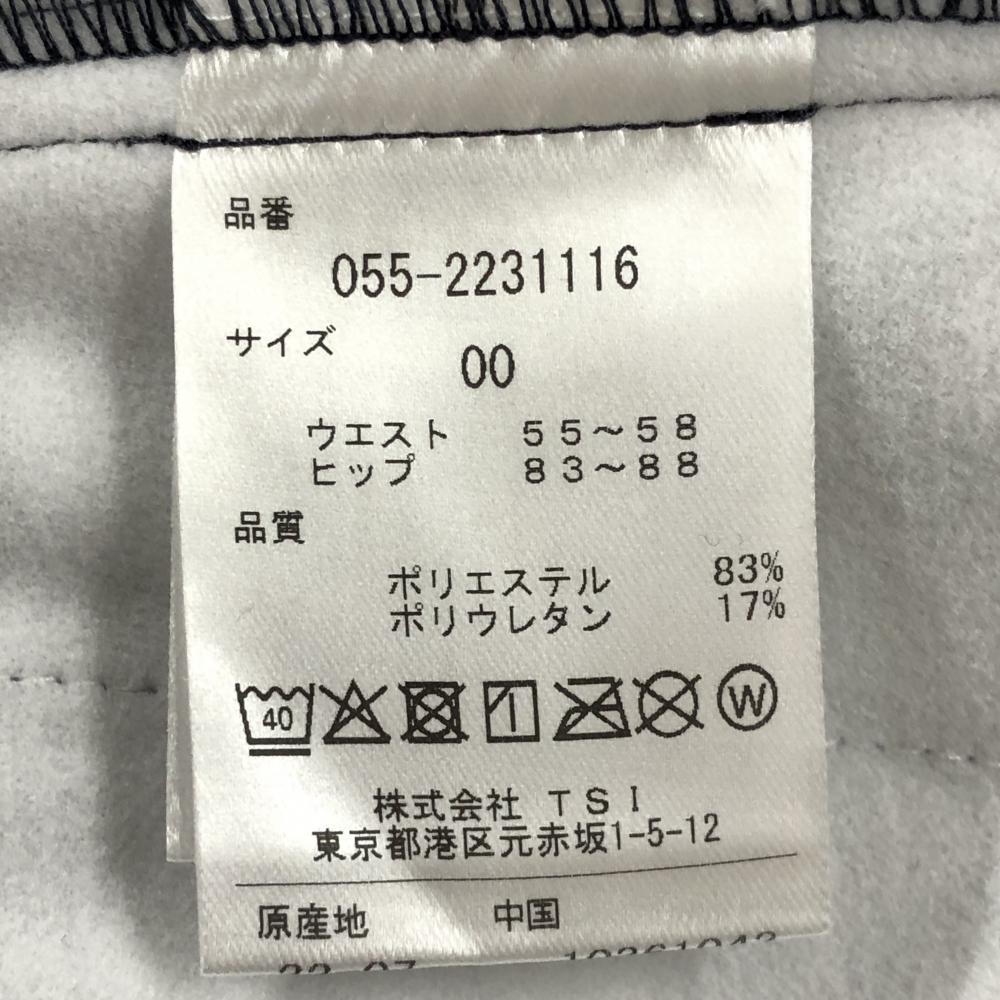 品番
055-2231116
サイズ
00
ウエスト 55～58
ヒップ 83～88
品質
ポリエステル 83%
ポリウレタン 17%
40 W
株式会社 TSI
東京都港区元赤坂1-5-12
原産地 中国